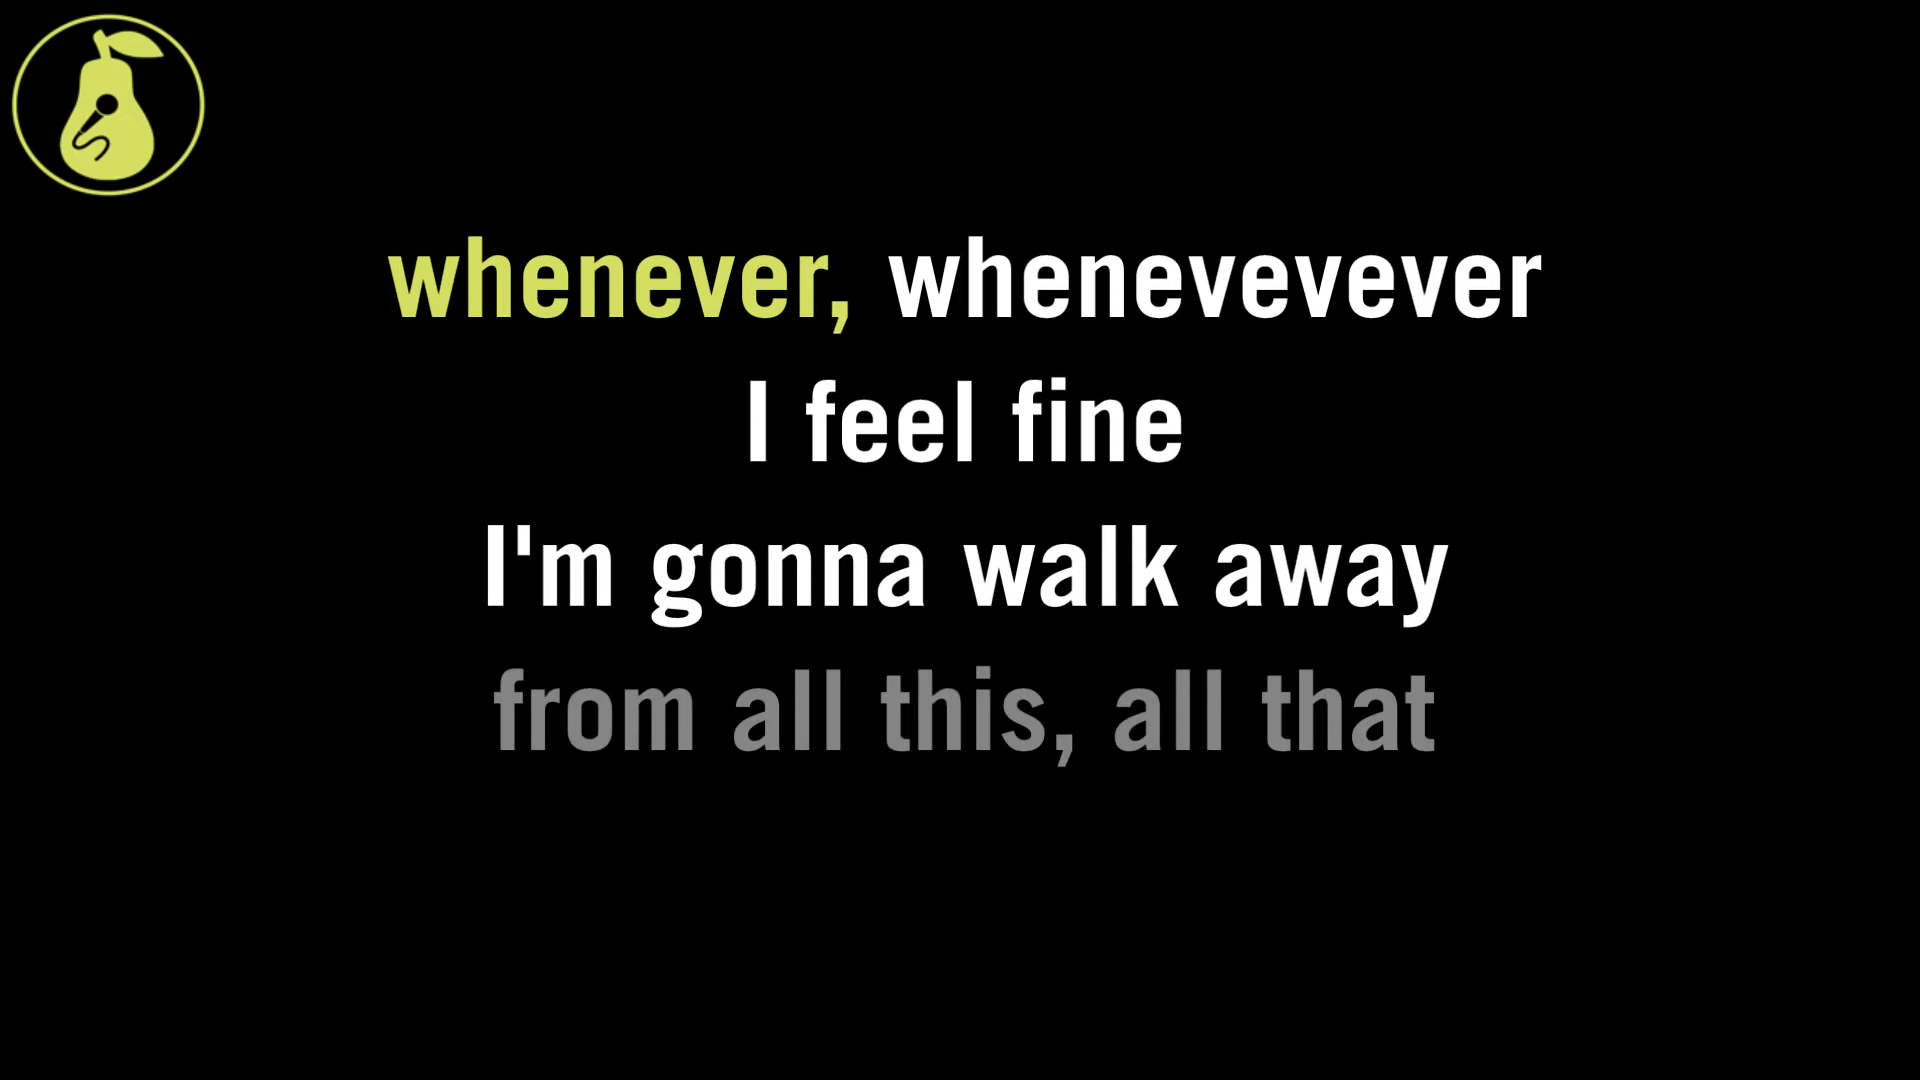 whenever, whenevevever
I feel fine
I'm gonna walk away
from all this, all that